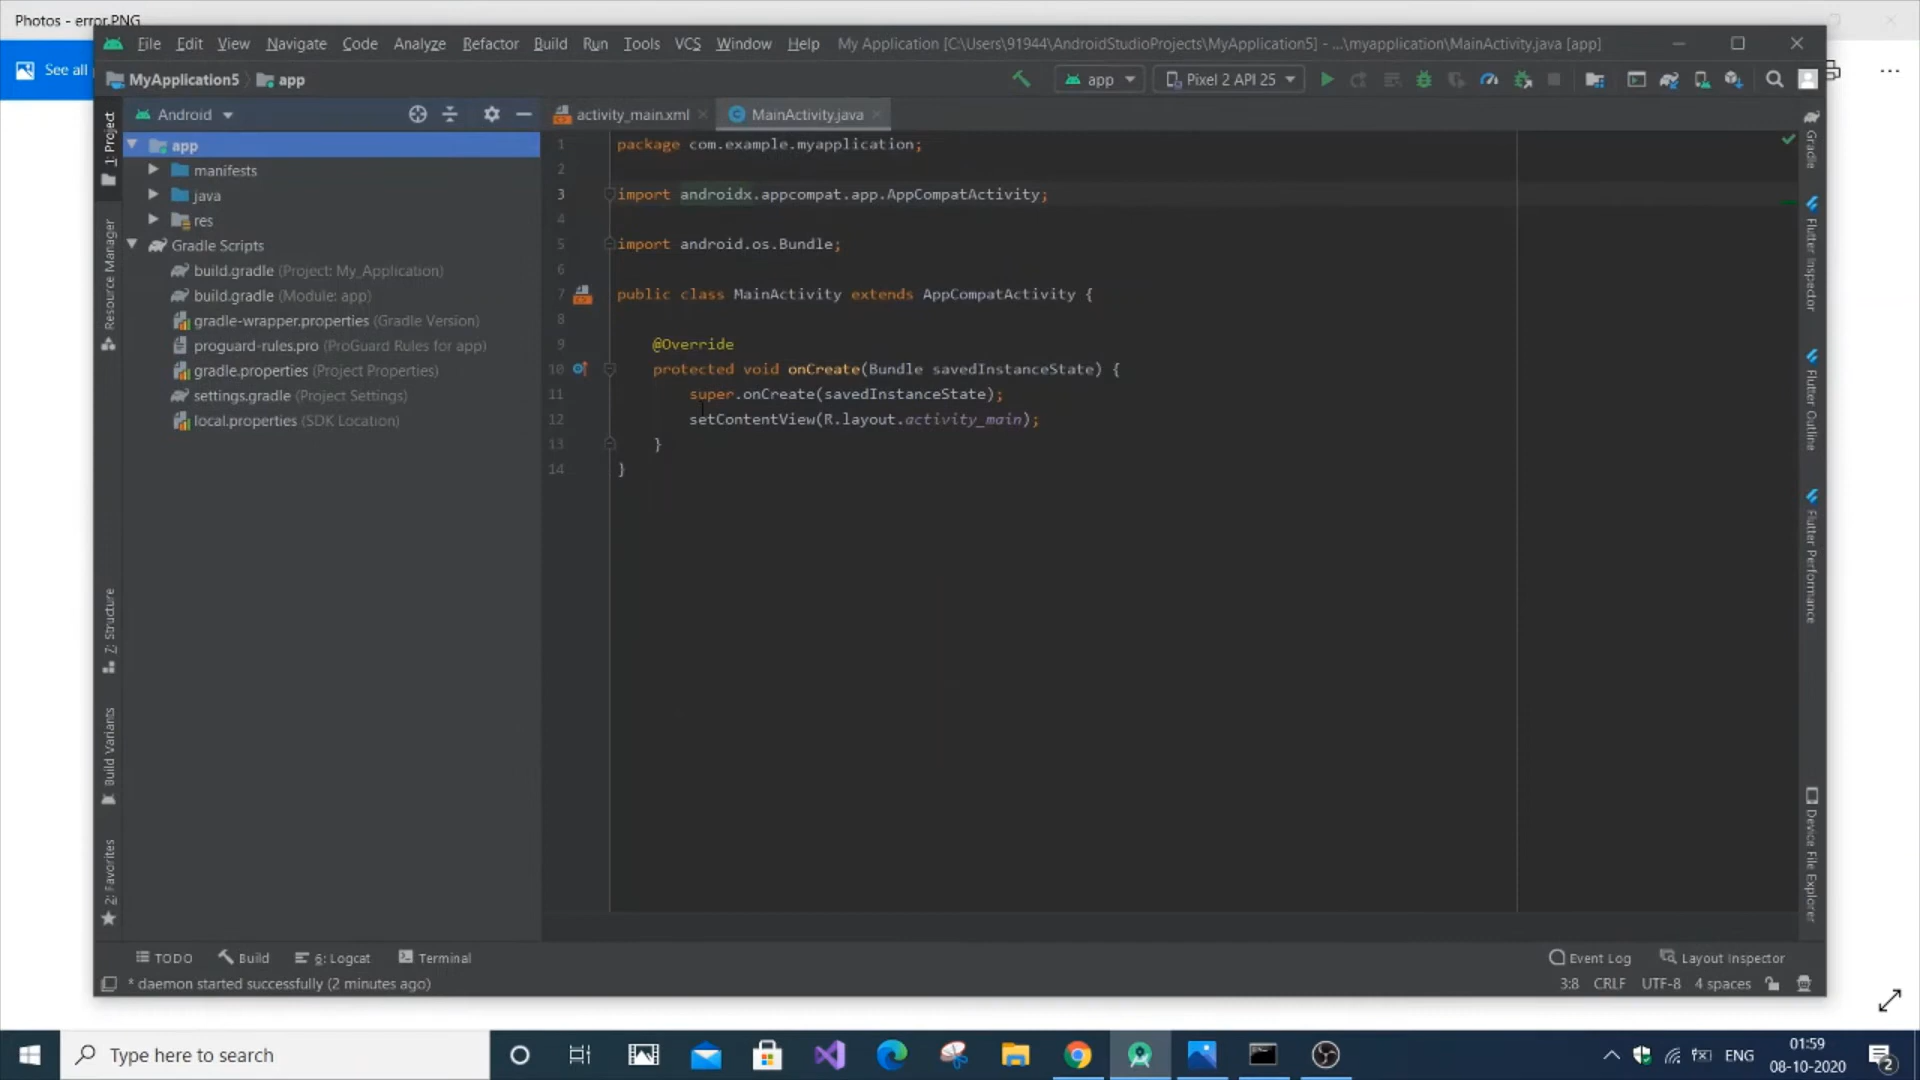 Photos - error.PNG
File Edit View Navigate Code Analyze Refactor Build Run Tools VCS Window Help My Application [C:\Users\91944\AndroidStudioProjects\MyApplication5] - ...\myapplication\MainActivity.java [app]
See all
MyApplication5 app
app Pixel 2 API 25
Android
activity_main.xml MainActivity.java
1: Project
Resource Manager
Z: Structure
Build Variants
2: Favorites
app
manifests
java
res
Gradle Scripts
build.gradle (Project: My_Application)
build.gradle (Module: app)
gradle-wrapper.properties (Gradle Version)
proguard-rules.pro (ProGuard Rules for app)
gradle.properties (Project Properties)
settings.gradle (Project Settings)
local.properties (SDK Location)
1 package com.example.myapplication;
2
3 import androidx.appcompat.app.AppCompatActivity;
4
5 import android.os.Bundle;
6
7 public class MainActivity extends AppCompatActivity {
8
9 @Override
10 protected void onCreate(Bundle savedInstanceState) {
11 super.onCreate(savedInstanceState);
12 setContentView(R.layout.activity_main);
13 }
14 }
Gradle
Flutter Inspector
Flutter Outline
Flutter Performance
Device File Explorer
TODO Build 6: Logcat Terminal Event Log Layout Inspector
* daemon started successfully (2 minutes ago) 3:8 CRLF UTF-8 4 spaces
Type here to search
ENG
01:59
08-10-2020
2